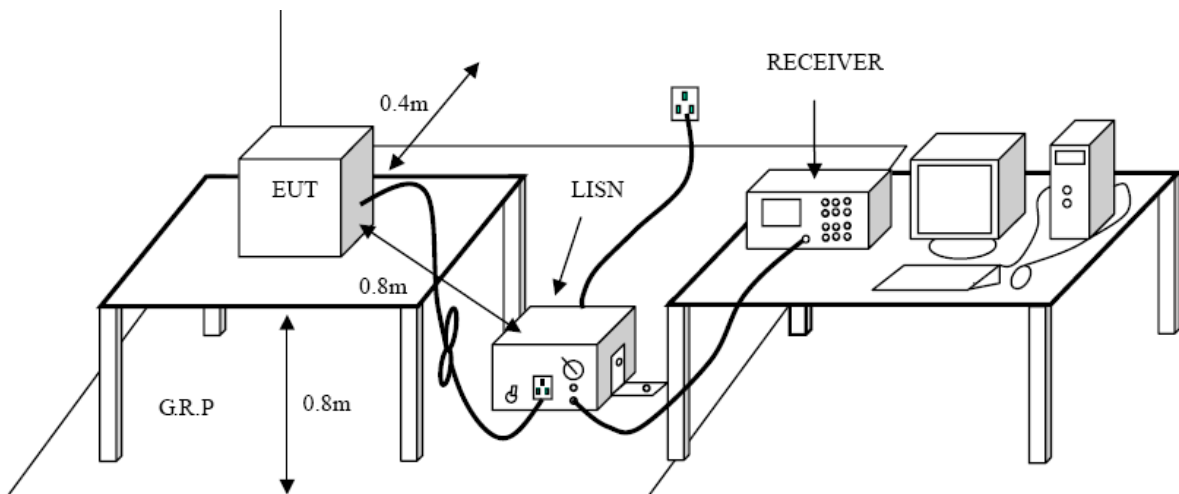 RECEIVER
0.4m
EUT
LISN
0.8m
G.R.P
0.8m